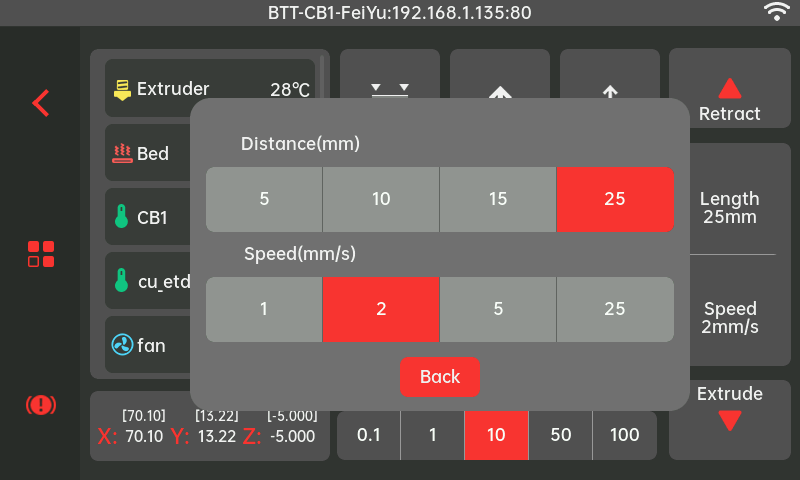 BTT-CB1-FeiYu:192.168.1.135:80
Extruder 28℃
Bed
CB1
cu_etd
fan
Retract
Length
25mm
Speed
2mm/s
Extrude
Distance(mm)
5 10 15 25
Speed(mm/s)
1 2 5 25
Back
[70.10] [13.22] [-5.000]
X: 70.10 Y: 13.22 Z: -5.000
0.1 1 10 50 100